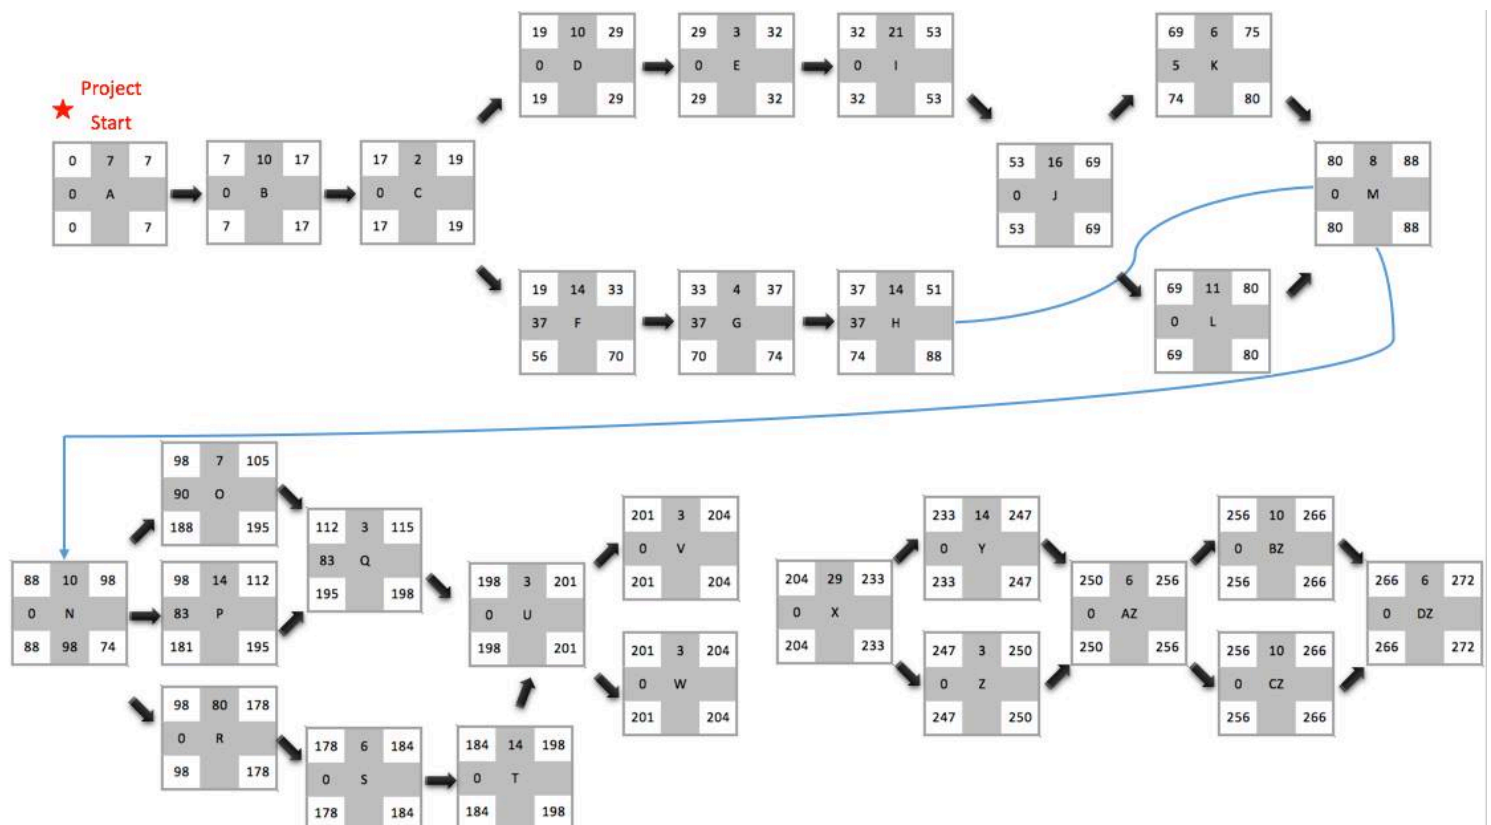 Project
Start
19 10 29
0 D
19 29
29 3 32
0 E
29 32
32 21 53
0 I
32 53
69 6 75
5 K
74 80
0 7 7
0 A
0 7
7 10 17
0 B
7 17
17 2 19
0 C
17 19
53 16 69
0 J
53 69
80 8 88
0 M
80 88
19 14 33
37 F
56 70
33 4 37
37 G
70 74
37 14 51
37 H
74 88
69 11 80
0 L
69 80
98 7 105
90 O
188 195
112 3 115
83 Q
195 198
88 10 98
0 N
88 98 74
98 14 112
83 P
181 195
98 80 178
0 R
98 178
178 6 184
0 S
178 184
184 14 198
0 T
184 198
198 3 201
0 U
198 201
201 3 204
0 V
201 204
201 3 204
0 W
201 204
204 29 233
0 X
204 233
233 14 247
0 Y
233 247
247 3 250
0 Z
247 250
250 6 256
0 AZ
250 256
256 10 266
0 BZ
256 266
256 10 266
0 CZ
256 266
266 6 272
0 DZ
266 272